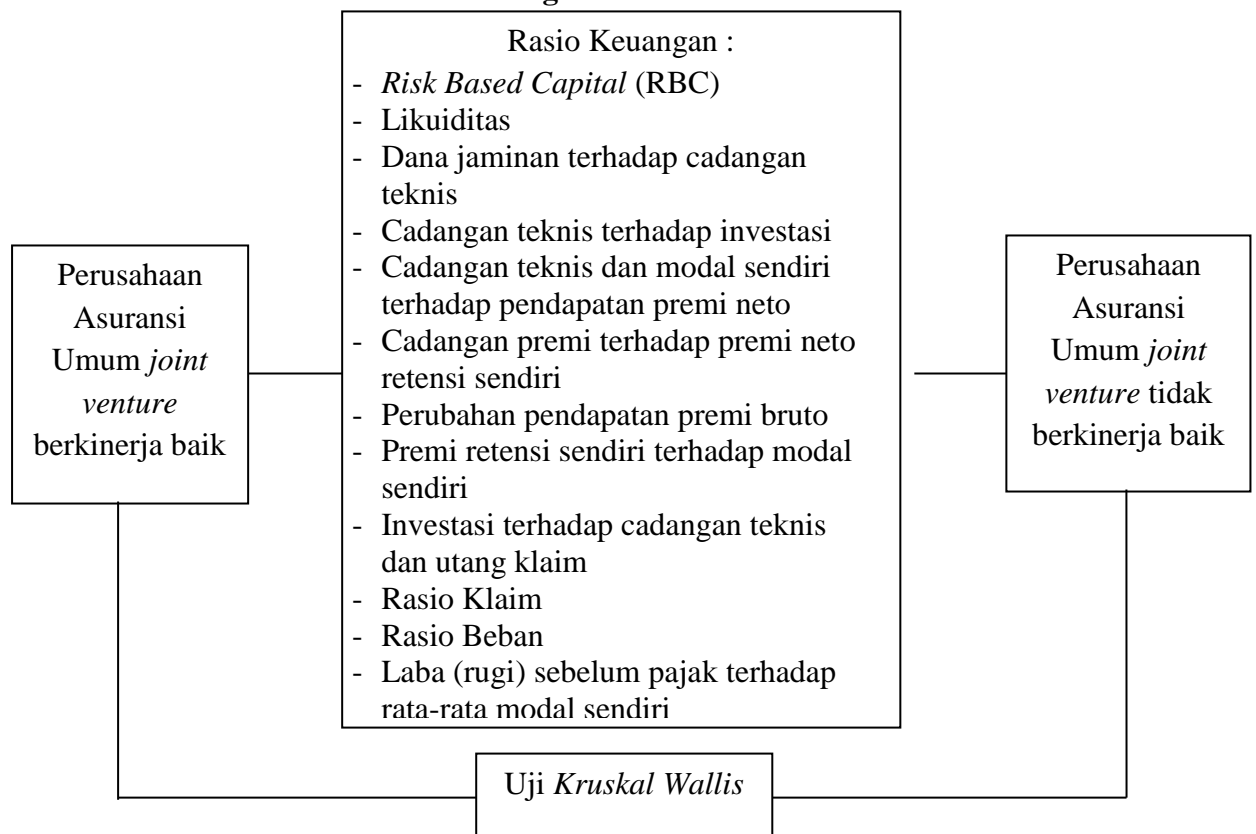 Rasio Keuangan :
- Risk Based Capital (RBC)
- Likuiditas
- Dana jaminan terhadap cadangan
teknis
- Cadangan teknis terhadap investasi
- Cadangan teknis dan modal sendiri
terhadap pendapatan premi neto
- Cadangan premi terhadap premi neto
retensi sendiri
- Perubahan pendapatan premi bruto
- Premi retensi sendiri terhadap modal
sendiri
- Investasi terhadap cadangan teknis
dan utang klaim
- Rasio Klaim
- Rasio Beban
- Laba (rugi) sebelum pajak terhadap
rata-rata modal sendiri
Perusahaan
Asuransi
Umum joint
venture
berkinerja baik
Perusahaan
Asuransi
Umum joint
venture tidak
berkinerja baik
Uji Kruskal Wallis